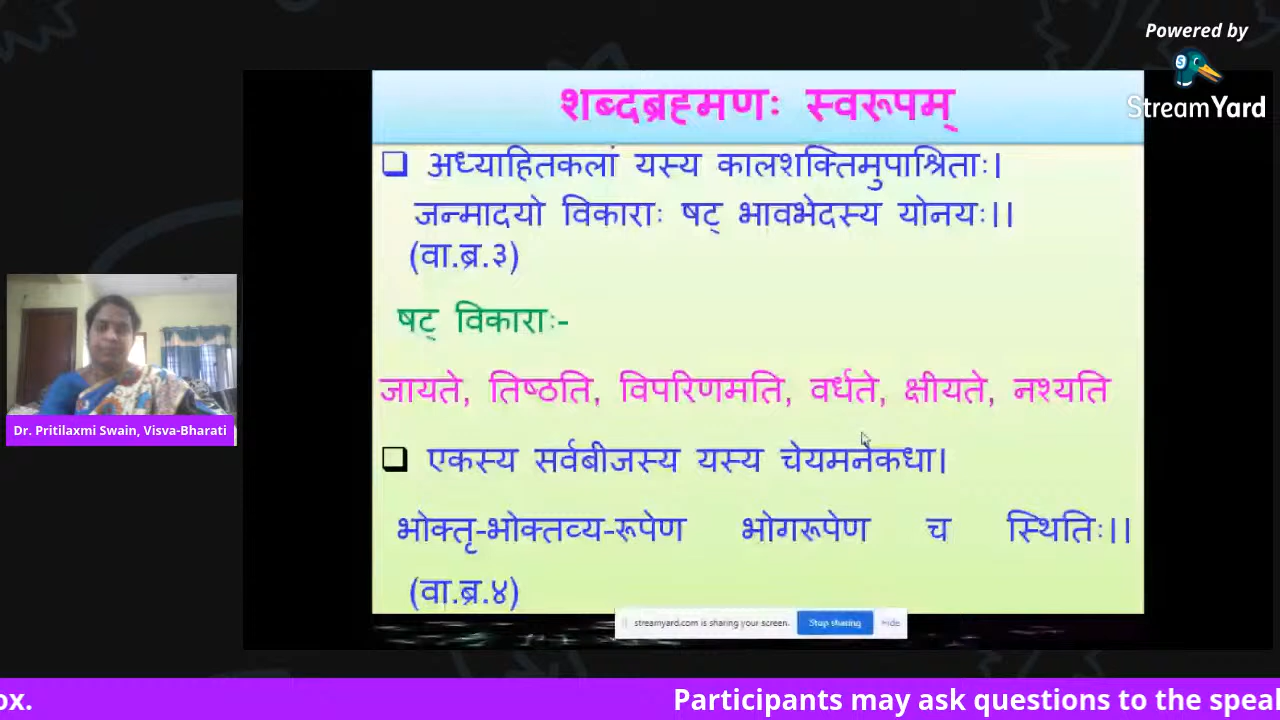 Powered by
StreamYard
शब्दब्रह्मणः स्वरूपम्
❑ अध्याहितकलां यस्य कालशक्तिमुपाश्रिताः।
जन्मादयो विकाराः षट् भावभेदस्य योनयः।।
(वा.ब्र.३)
षट् विकाराः-
जायते, तिष्ठति, विपरिणमति, वर्धते, क्षीयते, नश्यति
❑ एकस्य सर्वबीजस्य यस्य चेयमनेकधा।
भोक्तृ-भोक्तव्य-रूपेण भोगरूपेण च स्थितिः।।
(वा.ब्र.४)
Dr. Pritilaxmi Swain, Visva-Bharati
streamyard.com is sharing your screen. Stop sharing Hide
ox. Participants may ask questions to the speal